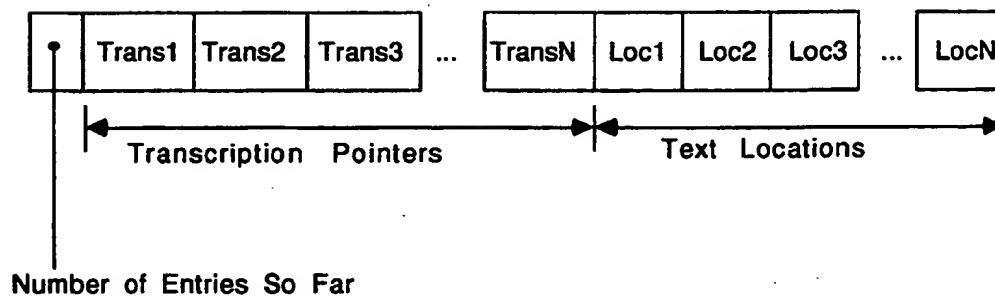 Trans1 Trans2 Trans3 ... TransN Loc1 Loc2 Loc3 ... LocN
Transcription Pointers Text Locations
Number of Entries So Far